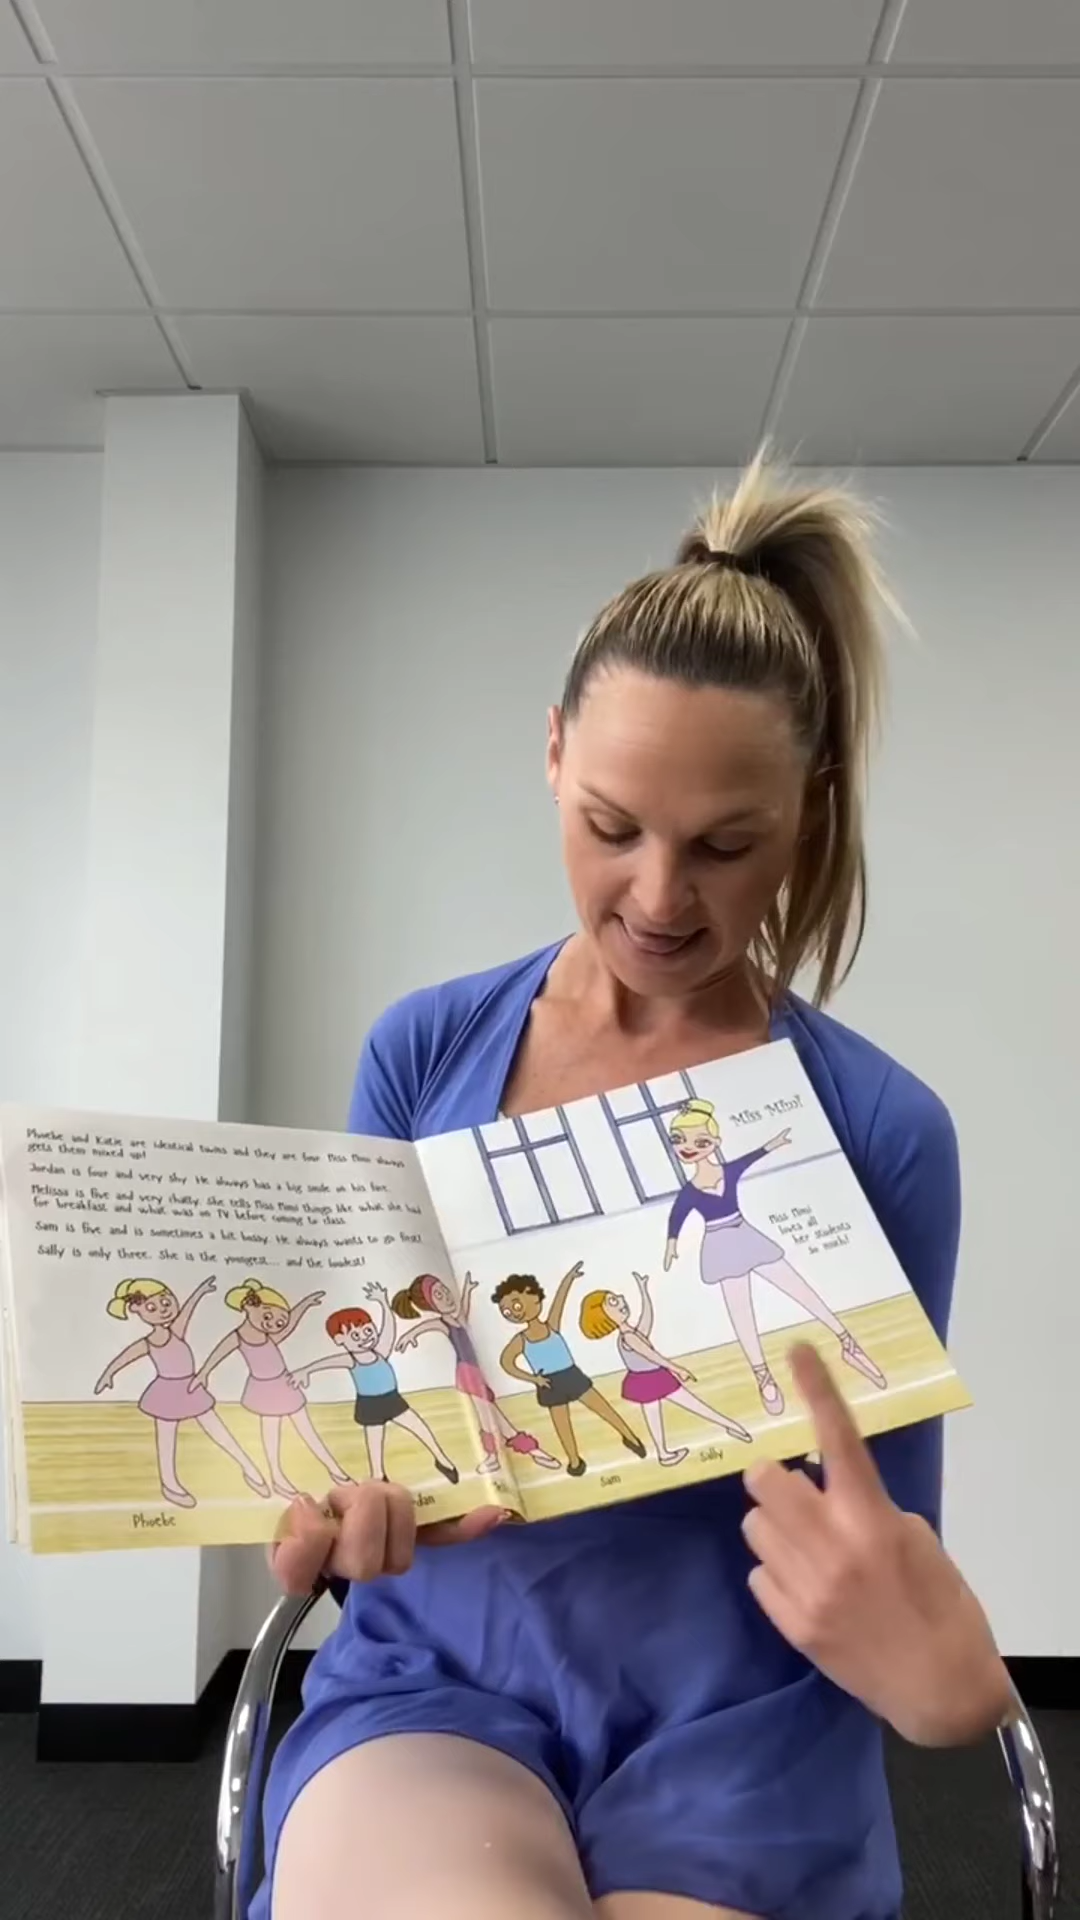 Phoebe and Katie are identical twins and they are four. Miss Mimi always
gets them mixed up!
Jordan is four and very shy. He always has a big smile on his face.
Melissa is five and very chatty. She tells Miss Mimi things like what she had
for breakfast and what was on TV before coming to class.
Sam is five and is sometimes a bit bossy. He always wants to go first!
Sally is only three. She is the youngest... and the loudest!
Phoebe
dan
Miss Mimi
Miss Mimi
loves all
her students
so much!
Sam
Sally